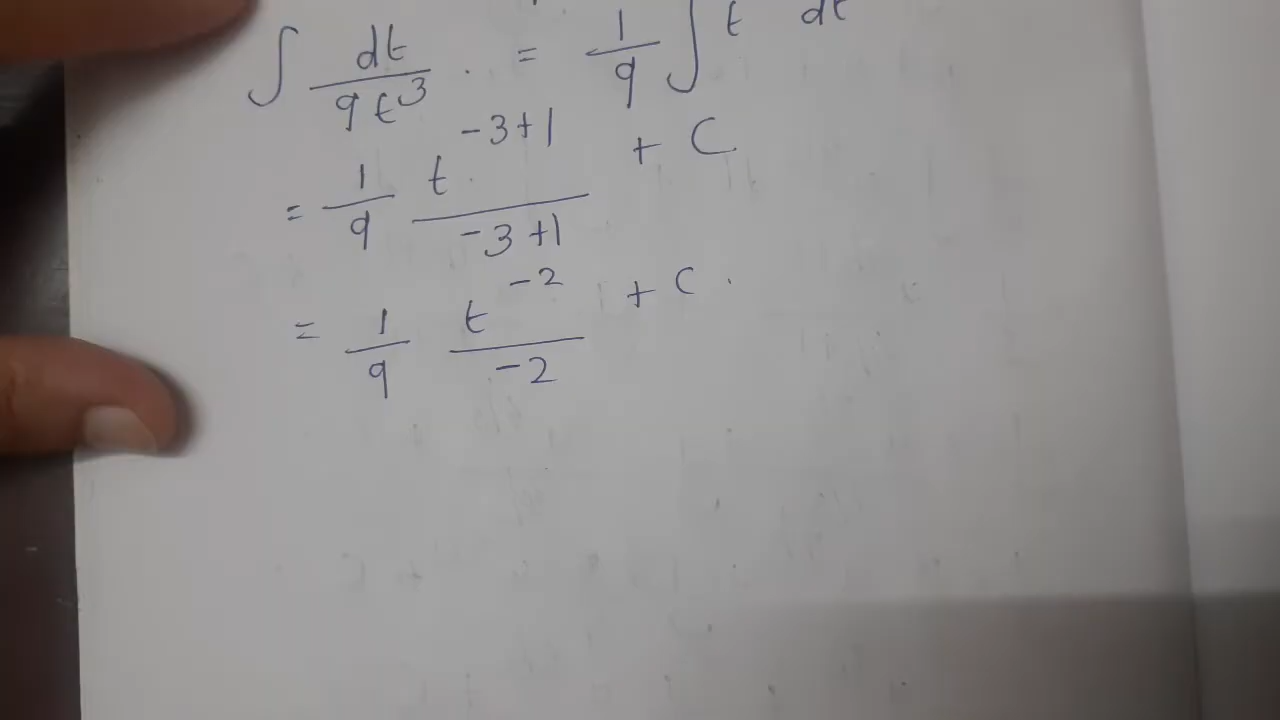 ∫ dt/9t³ . = 1/9 ∫ t dt
= 1/9 t^(-3+1)/(-3+1) + C
= 1/9 t^(-2)/(-2) + C .